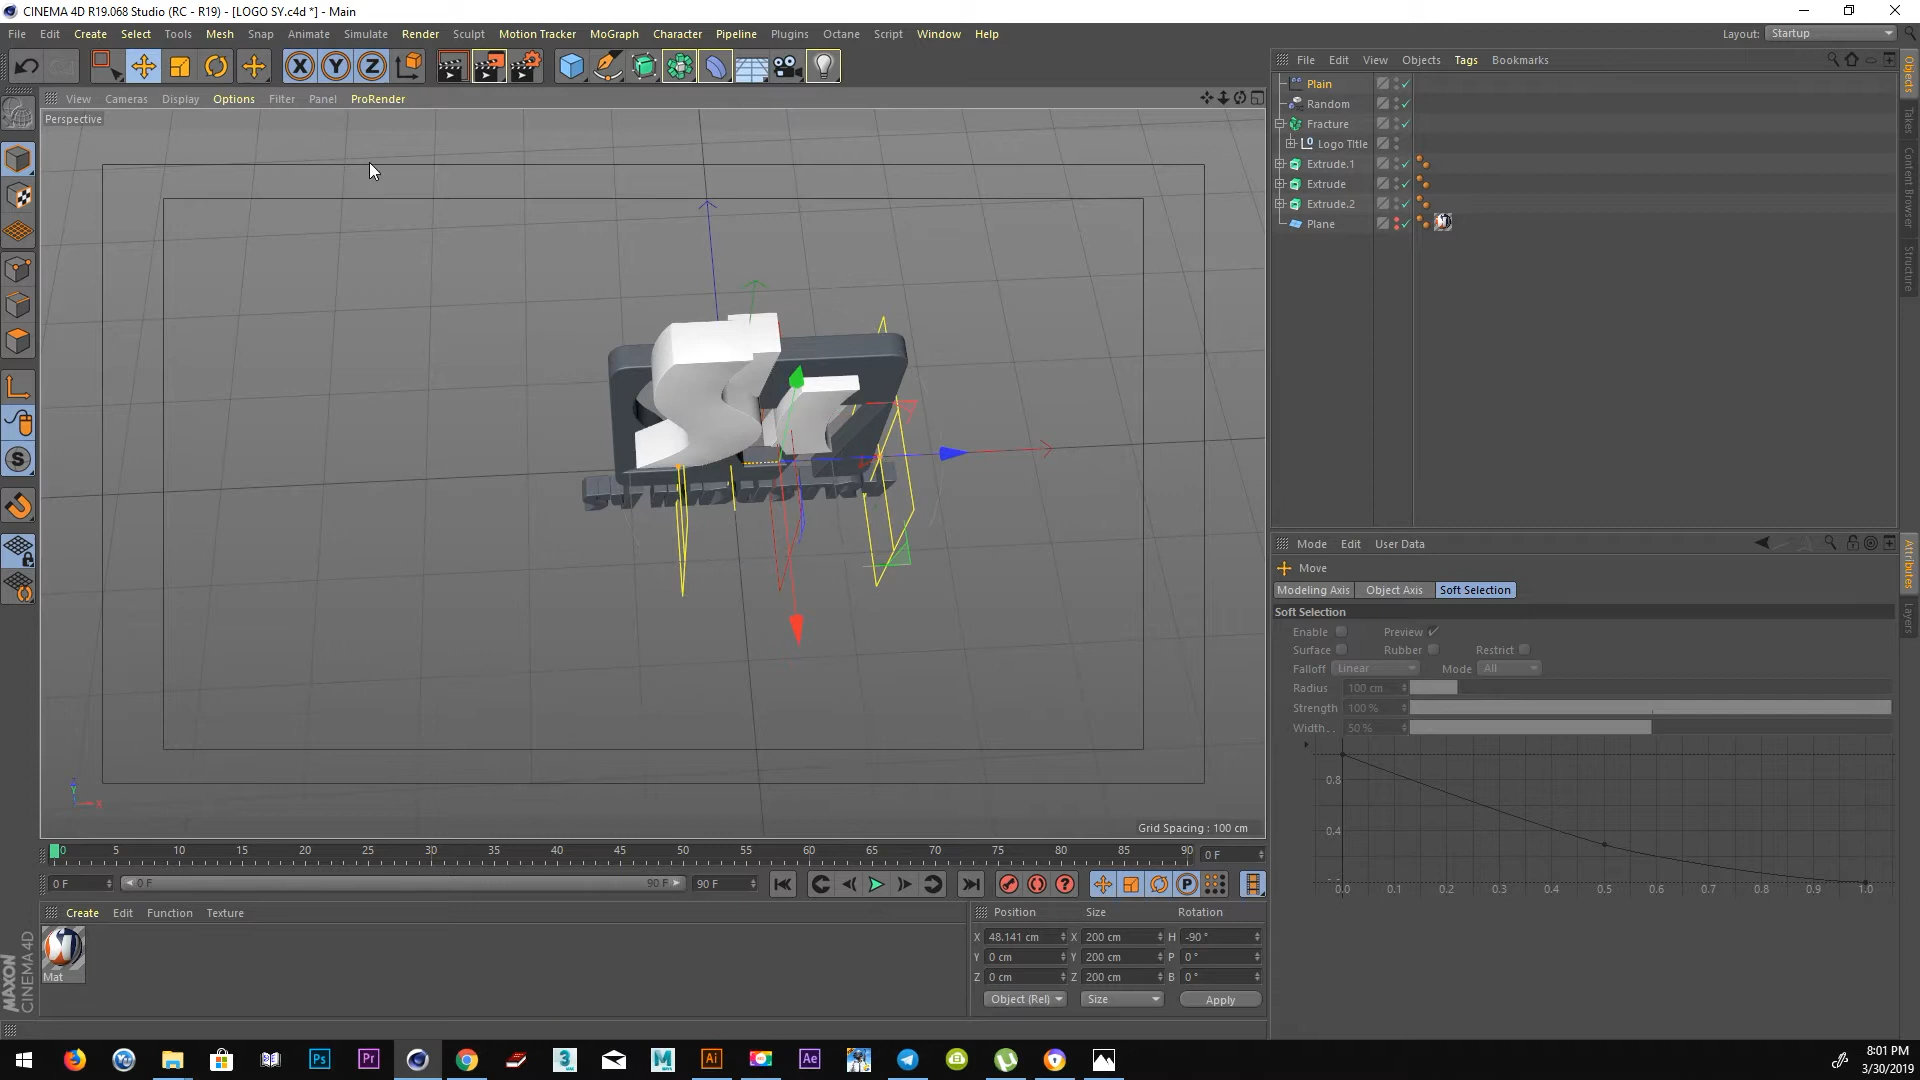 CINEMA 4D R19.068 Studio (RC - R19) - [LOGO SY.c4d *] - Main
File Edit Create Select Tools Mesh Snap Animate Simulate Render Sculpt Motion Tracker MoGraph Character Pipeline Plugins Octane Script Window Help
Layout: Startup
View Cameras Display Options Filter Panel ProRender
Perspective
Grid Spacing : 100 cm
File Edit View Objects Tags Bookmarks
Plain
Random
Fracture
Logo Title
Extrude.1
Extrude
Extrude.2
Plane
Objects
Takes
Content Browser
Structure
Mode Edit User Data
Move
Modeling Axis Object Axis Soft Selection
Soft Selection
Enable Preview
Surface Rubber Restrict
Falloff Linear Mode All
Radius 100 cm
Strength 100 %
Width.. 50 %
0.8
0.4
0.0 0.1 0.2 0.3 0.4 0.5 0.6 0.7 0.8 0.9 1.0
Attributes
Layers
0 5 10 15 20 25 30 35 40 45 50 55 60 65 70 75 80 85 90 0 F
0 F 0 F 90 F 90 F
Create Edit Function Texture
Mat
Position Size Rotation
X 48.141 cm X 200 cm H -90 °
Y 0 cm Y 200 cm P 0 °
Z 0 cm Z 200 cm B 0 °
Object (Rel) Size Apply
MAXON
CINEMA 4D
8:01 PM
3/30/2019